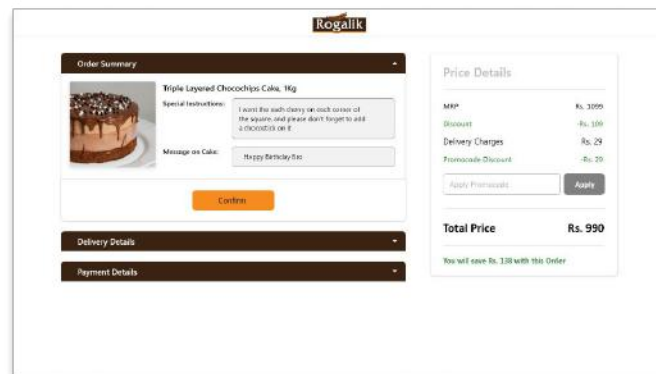 Rogalik
Order Summary
Triple Layered Chocochips Cake, 1Kg
Special Instructions:
I want the each cherry on each corner of
the square, and please don't forget to add
a chocostick on it
Message on Cake:
Happy Birthday Bro
Confirm
Delivery Details
Payment Details
Price Details
MRP Rs. 1099
Discount -Rs. 109
Delivery Charges Rs. 29
Promocode Discount -Rs. 29
Apply Promocode Apply
Total Price Rs. 990
You will save Rs. 138 with this Order